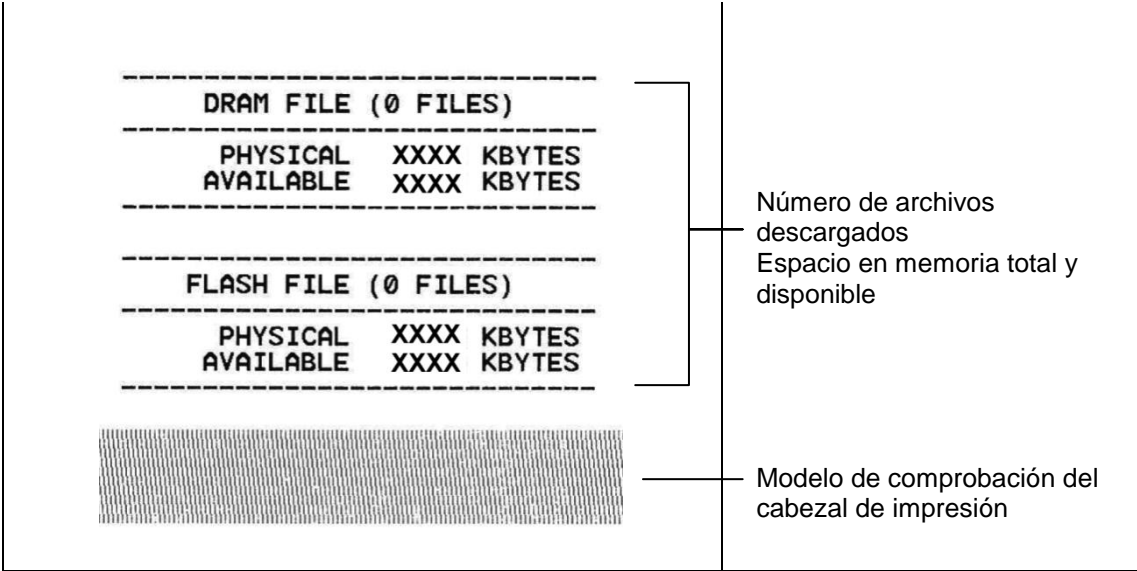 --------------------------------
DRAM FILE (0 FILES)
--------------------------------
PHYSICAL XXXX KBYTES
AVAILABLE XXXX KBYTES
--------------------------------
--------------------------------
FLASH FILE (0 FILES)
--------------------------------
PHYSICAL XXXX KBYTES
AVAILABLE XXXX KBYTES
--------------------------------
Número de archivos
descargados
Espacio en memoria total y
disponible
Modelo de comprobación del
cabezal de impresión